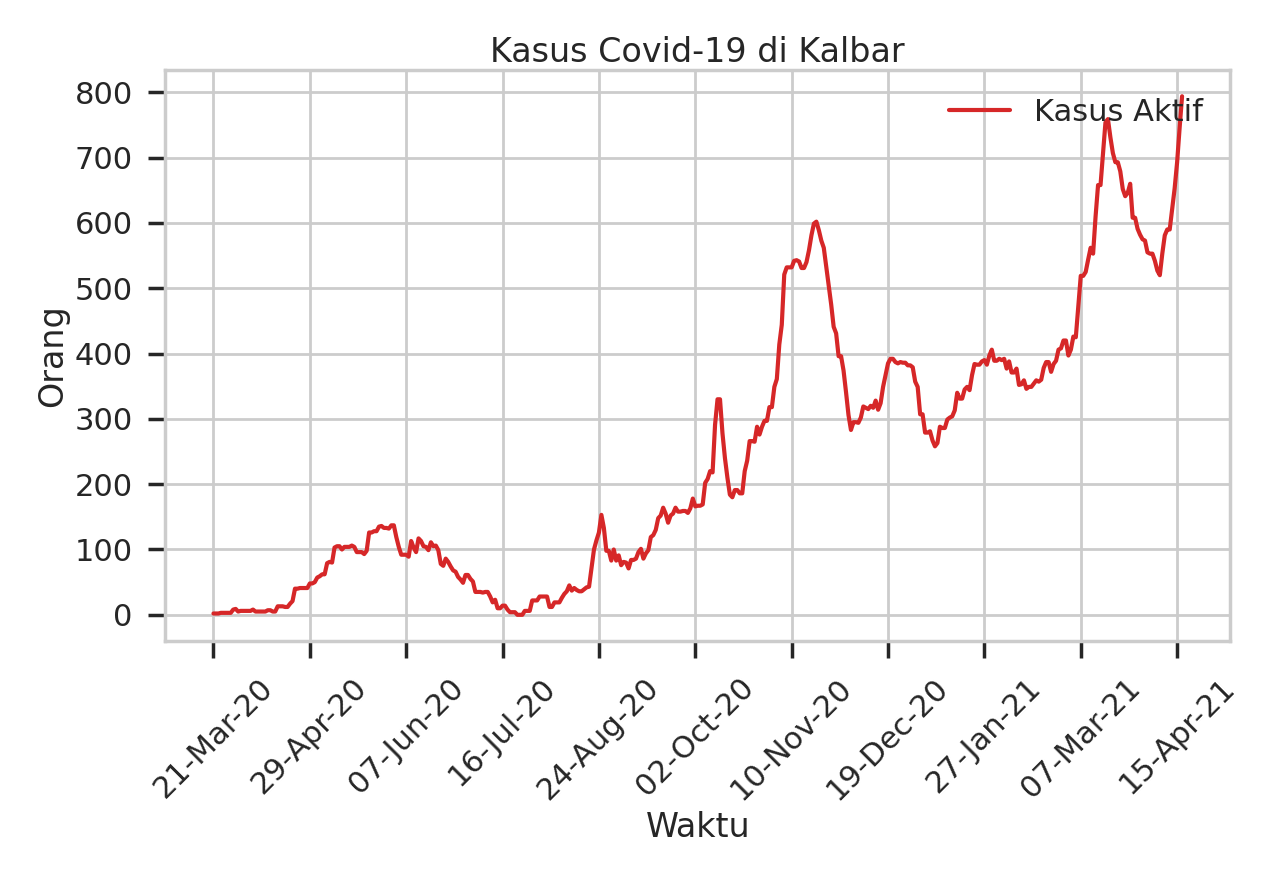 Kasus Covid-19 di Kalbar
Kasus Aktif
800
700
600
500
400
300
200
100
0
Orang
21-Mar-20
29-Apr-20
07-Jun-20
16-Jul-20
24-Aug-20
02-Oct-20
10-Nov-20
19-Dec-20
27-Jan-21
07-Mar-21
15-Apr-21
Waktu